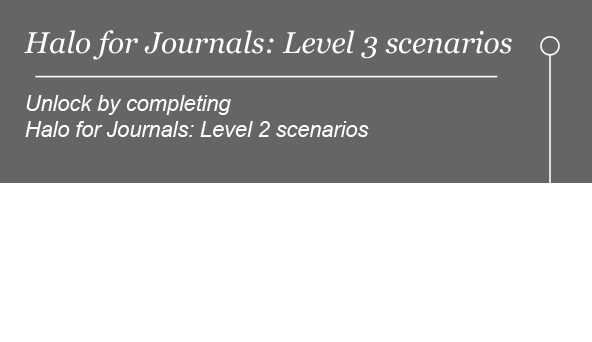 Halo for Journals: Level 3 scenarios
Unlock by completing
Halo for Journals: Level 2 scenarios